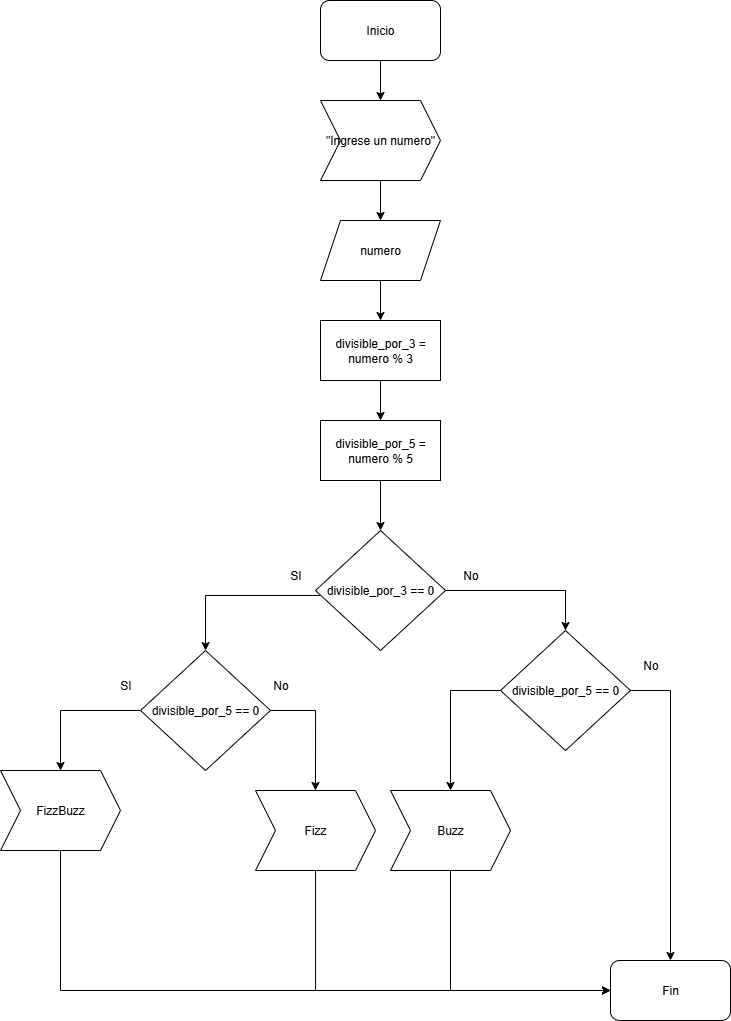 Inicio
"Ingrese un numero"
numero
divisible_por_3 =
numero % 3
divisible_por_5 =
numero % 5
SI
divisible_por_3 == 0
No
SI
divisible_por_5 == 0
No
divisible_por_5 == 0
No
FizzBuzz
Fizz
Buzz
Fin